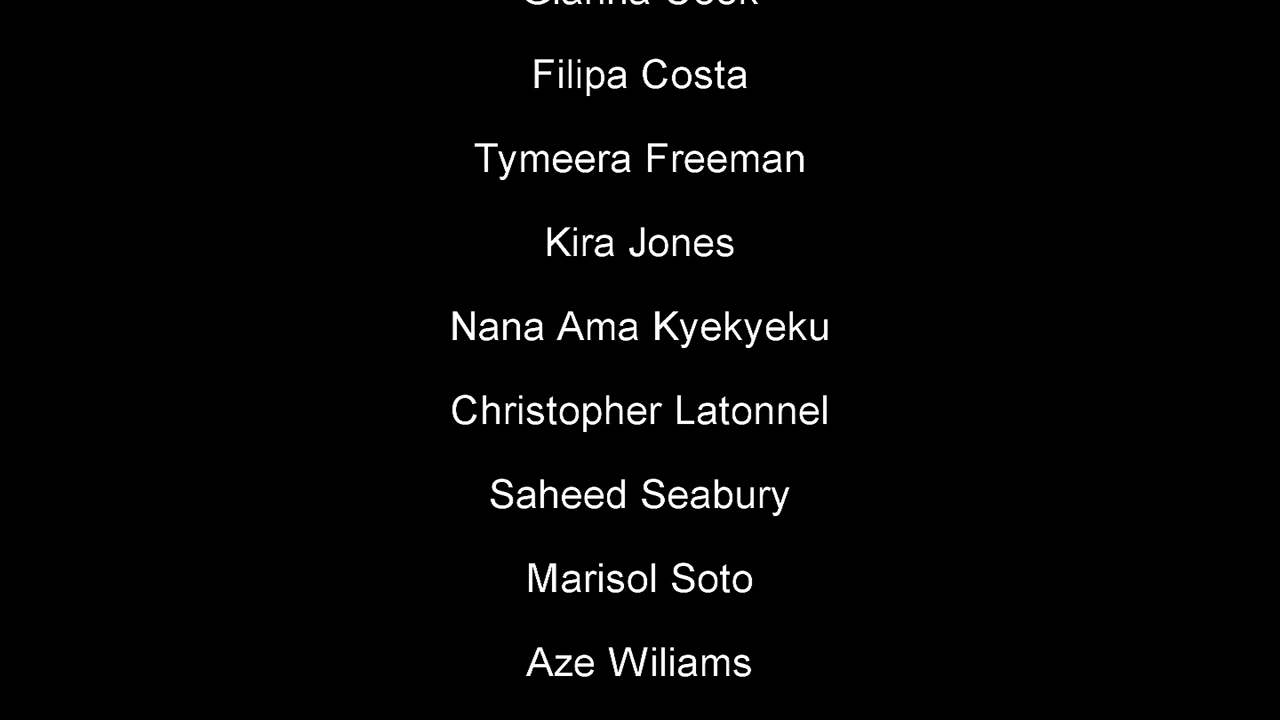 Filipa Costa
Tymeera Freeman
Kira Jones
Nana Ama Kyekyeku
Christopher Latonnel
Saheed Seabury
Marisol Soto
Aze Wiliams